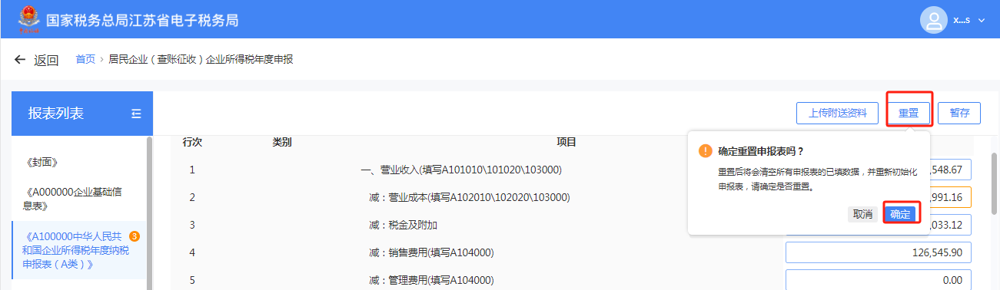 国家税务总局江苏省电子税务局
x...s
返回 首页 › 居民企业（查账征收）企业所得税年度申报
报表列表
上传附送资料 重置 暂存
《封面》
《A000000企业基础信
息表》
《A100000中华人民共
和国企业所得税年度纳税
申报表（A类）》
3
行次 类别 项目
1 一、营业收入(填写A101010\101020\103000) ,548.67
2 减：营业成本(填写A102010\102020\103000) ,991.16
3 减：税金及附加 ,033.12
4 减：销售费用(填写A104000) 126,545.90
5 减：管理费用(填写A104000) 0.00
确定重置申报表吗？
重置后将会清空所有申报表的已填数据，并重新初始化
申报表，请确定是否重置。
取消 确定